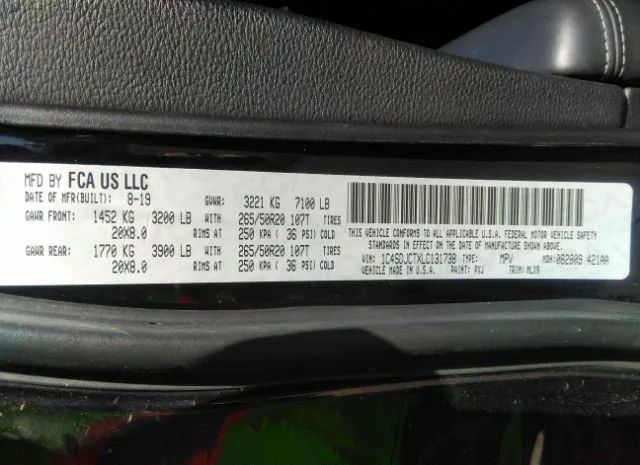 MFD BY FCA US LLC
DATE OF MFR(BUILT): 8-19 GVWR: 3221 KG 7100 LB
GAWR FRONT: 1452 KG 3200 LB WITH 265/50R20 107T TIRES
20X8.0 RIMS AT 250 KPA ( 36 PSI) COLD
GAWR REAR: 1770 KG 3900 LB WITH 265/50R20 107T TIRES
20X8.0 RIMS AT 250 KPA ( 36 PSI) COLD
THIS VEHICLE CONFORMS TO ALL APPLICABLE U.S.A. FEDERAL MOTOR VEHICLE SAFETY
STANDARDS IN EFFECT ON THE DATE OF MANUFACTURE SHOWN ABOVE.
VIN: 1C4SDJCTXLC131738 TYPE: MPV MDH: 082809 421AA
VEHICLE MADE IN U.S.A. PAINT: PXJ TRIM: MLX9